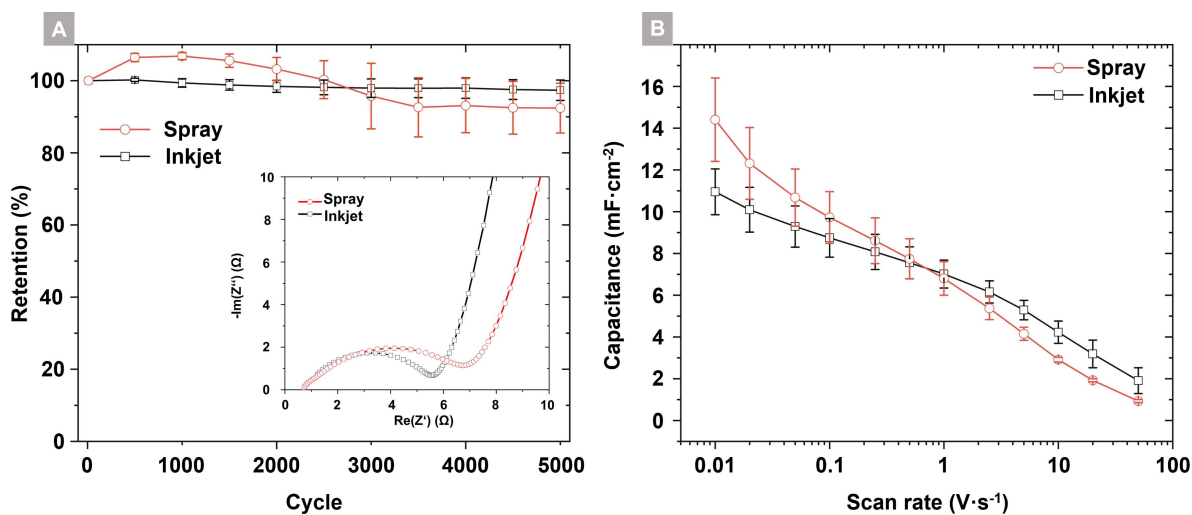 A
Retention (%)
100
80
60
40
20
0
Spray
Inkjet
0 1000 2000 3000 4000 5000
Cycle
-Im(Z'') (Ω)
10
8
6
4
2
0
Spray
Inkjet
0 2 4 6 8 10
Re(Z') (Ω)
B
Capacitance (mF·cm⁻²)
16
14
12
10
8
6
4
2
0
Spray
Inkjet
0.01 0.1 1 10 100
Scan rate (V·s⁻¹)